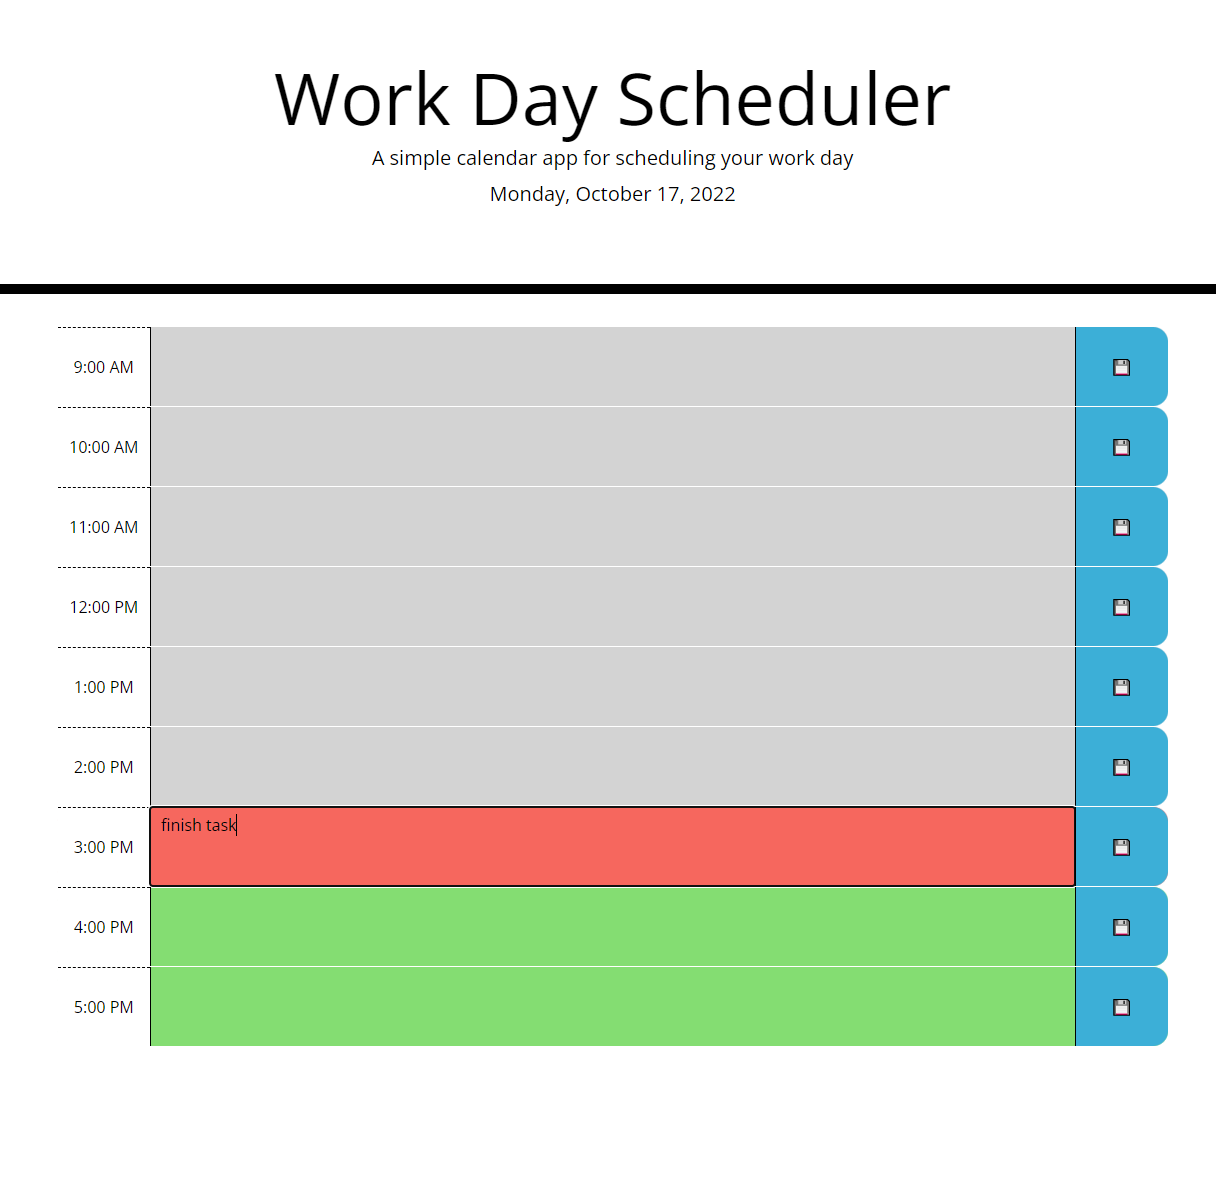 Work Day Scheduler
A simple calendar app for scheduling your work day
Monday, October 17, 2022
9:00 AM
10:00 AM
11:00 AM
12:00 PM
1:00 PM
2:00 PM
finish task
3:00 PM
4:00 PM
5:00 PM